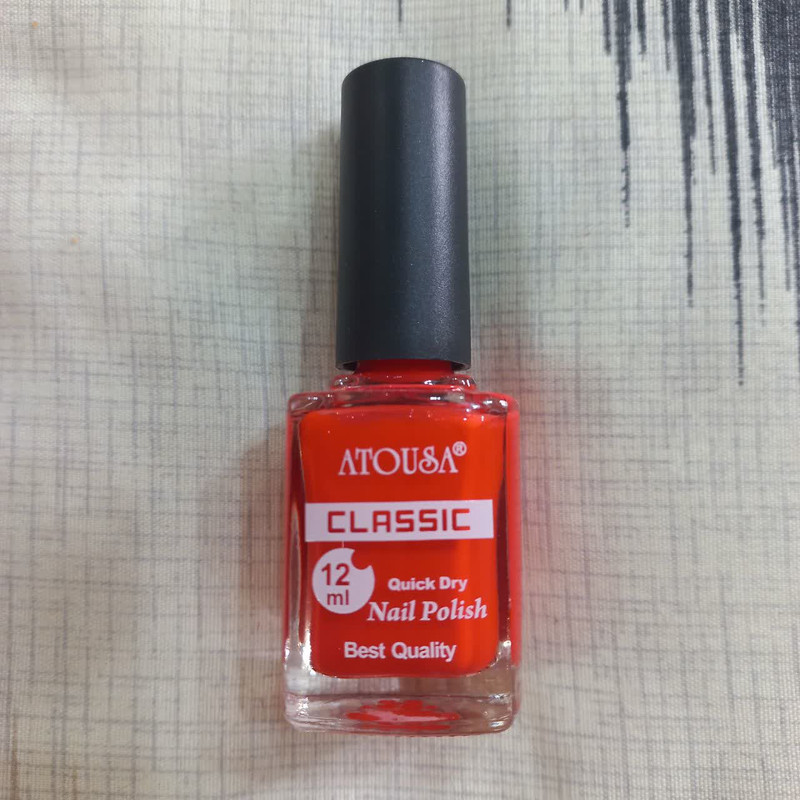 ATOUSA®
CLASSIC
12
ml
Quick Dry
Nail Polish
Best Quality